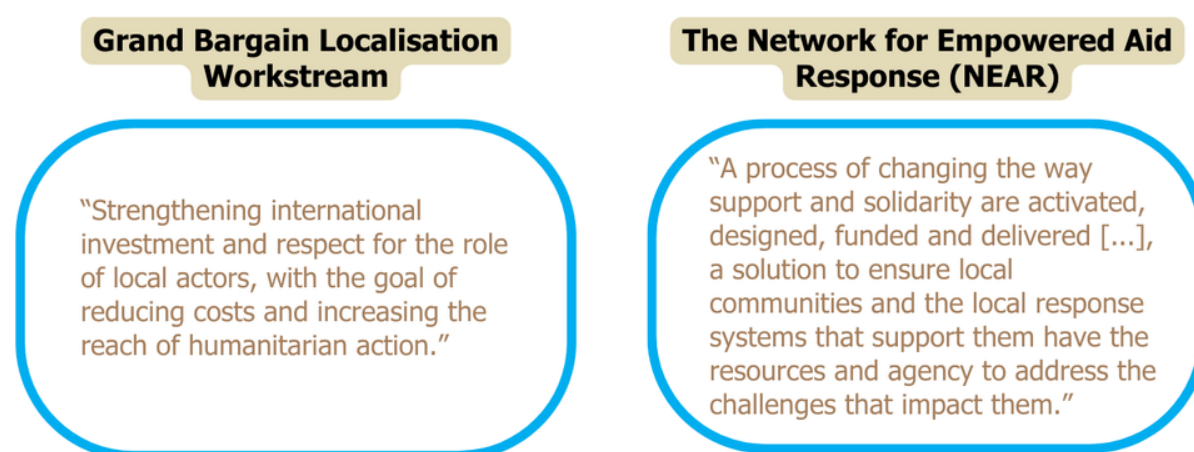 Grand Bargain Localisation
Workstream
“Strengthening international
investment and respect for the role
of local actors, with the goal of
reducing costs and increasing the
reach of humanitarian action.”
The Network for Empowered Aid
Response (NEAR)
“A process of changing the way
support and solidarity are activated,
designed, funded and delivered [...],
a solution to ensure local
communities and the local response
systems that support them have the
resources and agency to address the
challenges that impact them.”